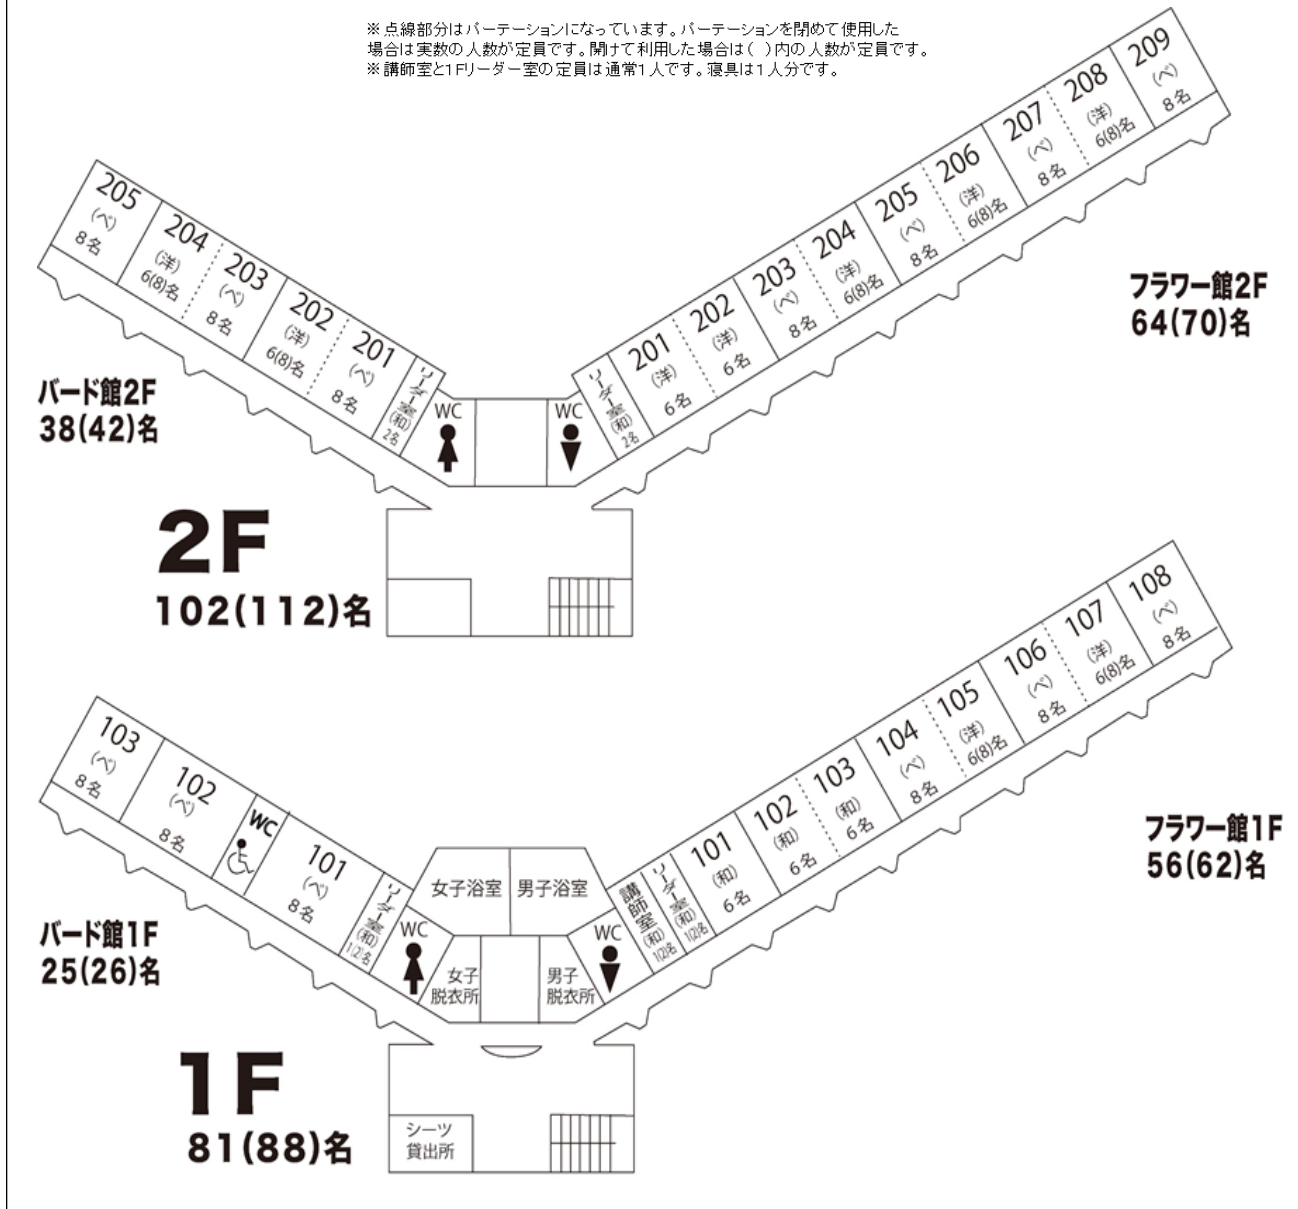 ※点線部分はパーテーションになっています。パーテーションを閉めて使用した
場合は実数の人数が定員です。開けて利用した場合は( )内の人数が定員です。
※講師室と1Fリーダー室の定員は通常1人です。寝具は1人分です。
205
(ベ)
8名
204
(洋)
6(8)名
203
(ベ)
8名
202
(洋)
6(8)名
201
(ベ)
8名
リーダー室(和)
2名
WC
WC
リーダー室(和)
2名
201
(洋)
6名
202
(洋)
6名
203
(ベ)
8名
204
(洋)
6(8)名
205
(ベ)
8名
206
(洋)
6(8)名
207
(ベ)
8名
208
(洋)
6(8)名
209
(ベ)
8名
バード館2F
38(42)名
フラワー館2F
64(70)名
2F
102(112)名
103
(ベ)
8名
102
(ベ)
8名
WC
101
(ベ)
8名
リーダー室(和)
1(2)名
WC
女子浴室
男子浴室
女子
脱衣所
男子
脱衣所
WC
講師室(和)
1(2)名
リーダー室(和)
1(2)名
101
(和)
6名
102
(和)
6名
103
(和)
6名
104
(ベ)
8名
105
(洋)
6(8)名
106
(ベ)
8名
107
(洋)
6(8)名
108
(ベ)
8名
バード館1F
25(26)名
フラワー館1F
56(62)名
1F
81(88)名
シーツ
貸出所